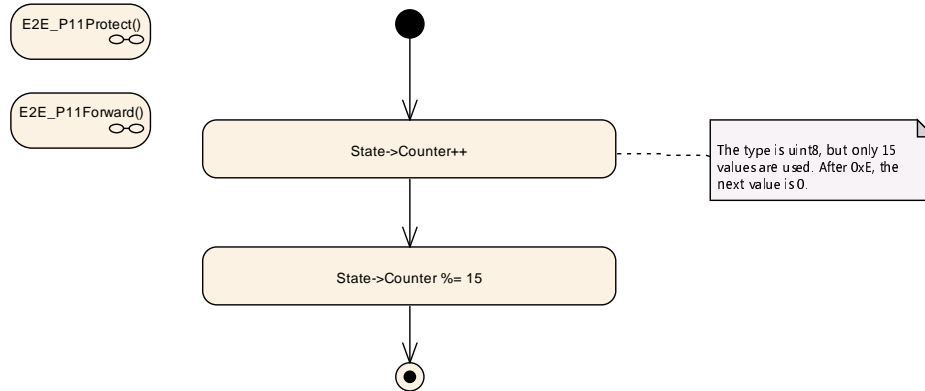 E2E_P11Protect()
E2E_P11Forward()
State->Counter++
The type is uint8, but only 15
values are used. After 0xE, the
next value is 0.
State->Counter %= 15